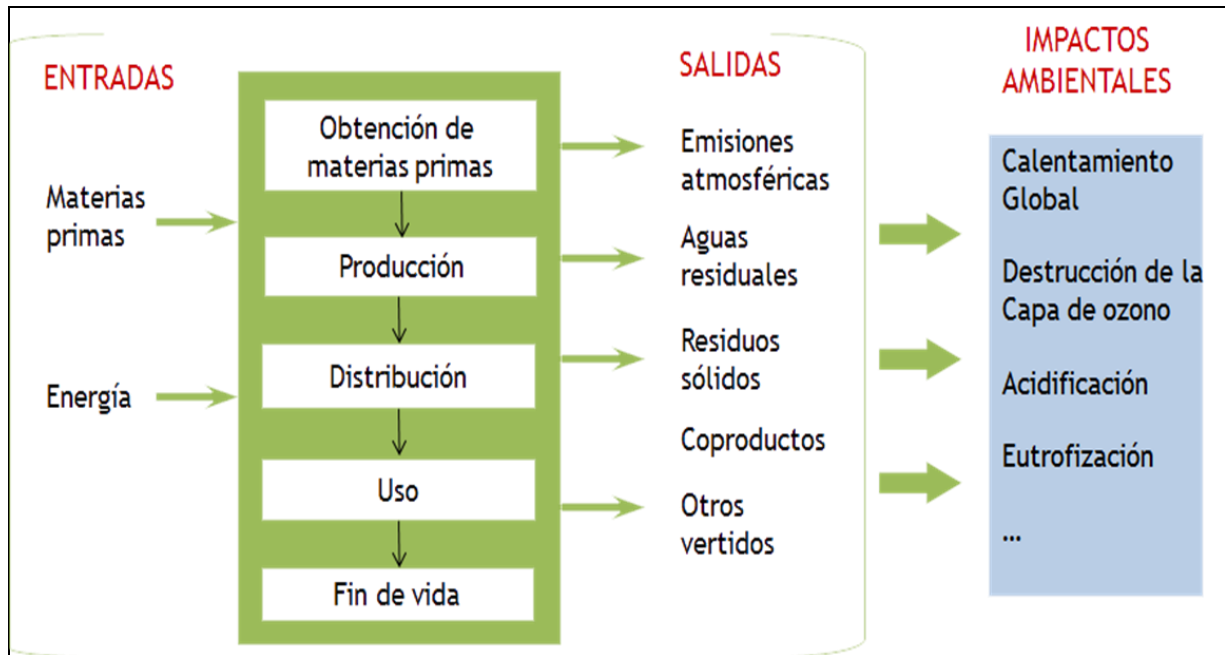 ENTRADAS
Materias
primas
Energía
Obtención de
materias primas
Producción
Distribución
Uso
Fin de vida
SALIDAS
Emisiones
atmosféricas
Aguas
residuales
Residuos
sólidos
Coproductos
Otros
vertidos
IMPACTOS
AMBIENTALES
Calentamiento
Global
Destrucción de la
Capa de ozono
Acidificación
Eutrofización
...